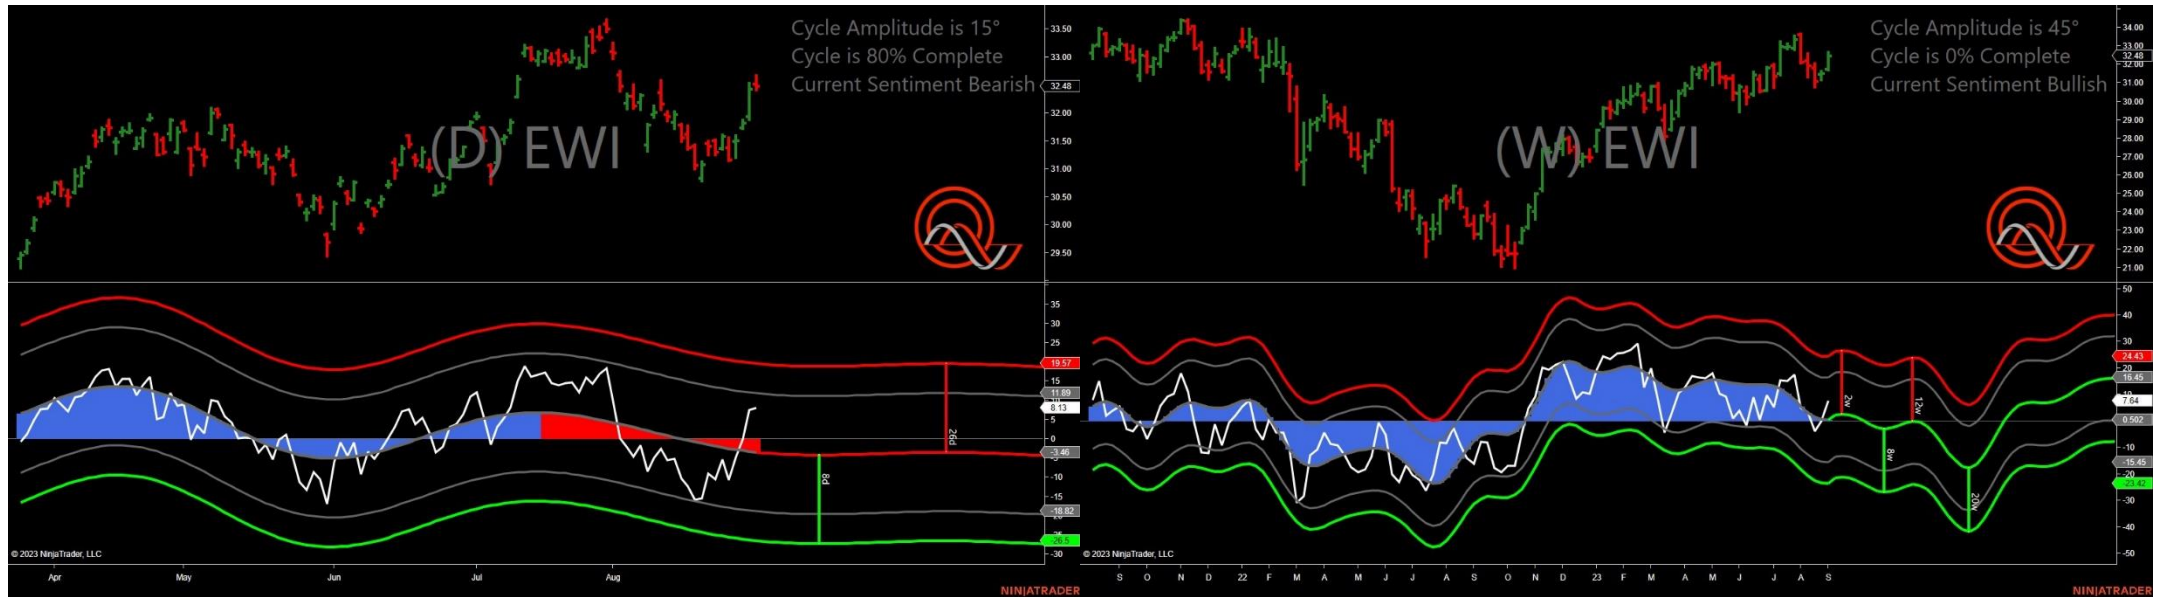 Cycle Amplitude is 15°
Cycle is 80% Complete
Current Sentiment Bearish
(D) EWI
33.50
33.00
32.48
32.00
31.50
31.00
30.50
30.00
29.50
35
30
25
19.57
15
11.89
8.13
5
0
-3.46
-5
-10
-15
-18.82
-26.5
-30
26d
8d
© 2023 NinjaTrader, LLC
Apr May Jun Jul Aug
NINJATRADER
Cycle Amplitude is 45°
Cycle is 0% Complete
Current Sentiment Bullish
(W) EWI
34.00
33.00
32.48
32.00
31.00
30.00
29.00
28.00
27.00
26.00
25.00
24.00
23.00
22.00
21.00
50
40
30
24.43
20
16.45
7.64
0.502
-10
-15.45
-20
-23.42
-30
-40
-50
2w
12w
8w
20w
© 2023 NinjaTrader, LLC
S O N D 22 F M A M J J A S O N D 23 F M A M J J A S
NINJATRADER